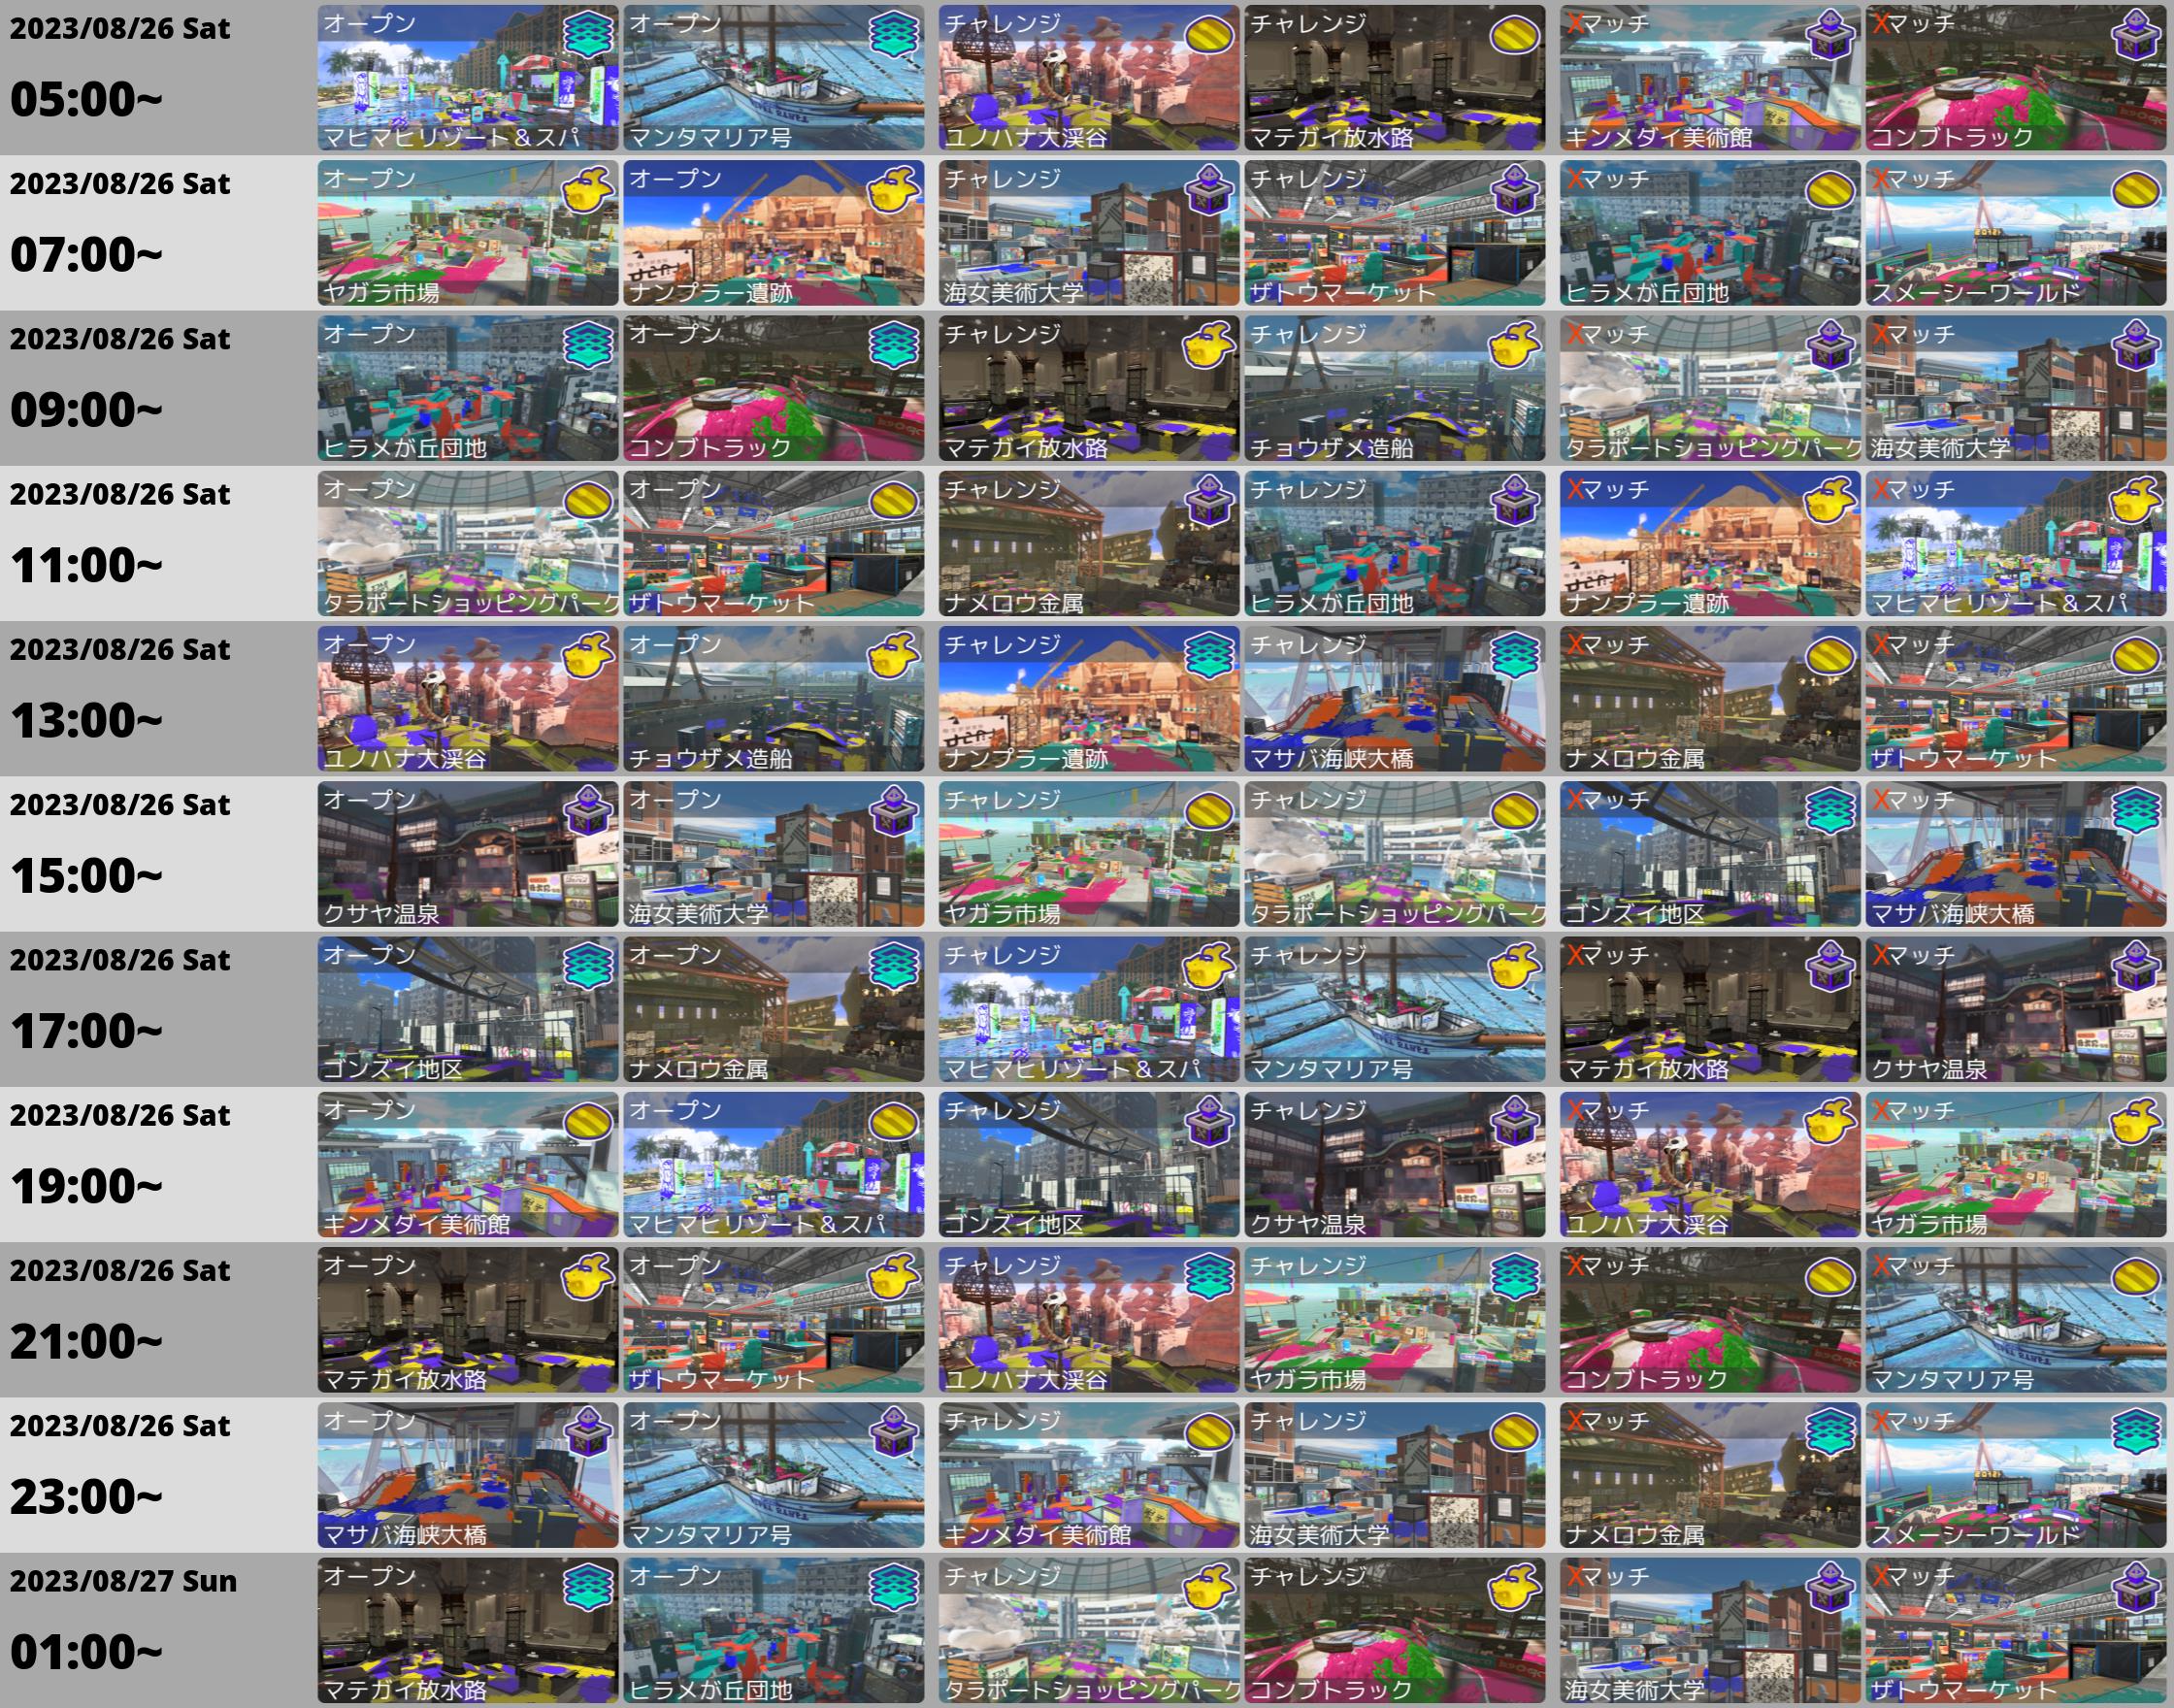 2023/08/26 Sat
05:00~
オープン オープン チャレンジ チャレンジ Xマッチ Xマッチ
マヒマヒリゾート＆スパ マンタマリア号 ユノハナ大渓谷 マテガイ放水路 キンメダイ美術館 コンブトラック
2023/08/26 Sat
07:00~
オープン オープン チャレンジ チャレンジ Xマッチ Xマッチ
ヤガラ市場 ナンプラー遺跡 海女美術大学 ザトウマーケット ヒラメが丘団地 スメーシーワールド
2023/08/26 Sat
09:00~
オープン オープン チャレンジ チャレンジ Xマッチ Xマッチ
ヒラメが丘団地 コンブトラック マテガイ放水路 チョウザメ造船 タラポートショッピングパーク 海女美術大学
2023/08/26 Sat
11:00~
オープン オープン チャレンジ チャレンジ Xマッチ Xマッチ
タラポートショッピングパーク ザトウマーケット ナメロウ金属 ヒラメが丘団地 ナンプラー遺跡 マヒマヒリゾート＆スパ
2023/08/26 Sat
13:00~
オープン オープン チャレンジ チャレンジ Xマッチ Xマッチ
ユノハナ大渓谷 チョウザメ造船 ナンプラー遺跡 マサバ海峡大橋 ナメロウ金属 ザトウマーケット
2023/08/26 Sat
15:00~
オープン オープン チャレンジ チャレンジ Xマッチ Xマッチ
クサヤ温泉 海女美術大学 ヤガラ市場 タラポートショッピングパーク ゴンズイ地区 マサバ海峡大橋
2023/08/26 Sat
17:00~
オープン オープン チャレンジ チャレンジ Xマッチ Xマッチ
ゴンズイ地区 ナメロウ金属 マヒマヒリゾート＆スパ マンタマリア号 マテガイ放水路 クサヤ温泉
2023/08/26 Sat
19:00~
オープン オープン チャレンジ チャレンジ Xマッチ Xマッチ
キンメダイ美術館 マヒマヒリゾート＆スパ ゴンズイ地区 クサヤ温泉 ユノハナ大渓谷 ヤガラ市場
2023/08/26 Sat
21:00~
オープン オープン チャレンジ チャレンジ Xマッチ Xマッチ
マテガイ放水路 ザトウマーケット ユノハナ大渓谷 ヤガラ市場 コンブトラック マンタマリア号
2023/08/26 Sat
23:00~
オープン オープン チャレンジ チャレンジ Xマッチ Xマッチ
マサバ海峡大橋 マンタマリア号 キンメダイ美術館 海女美術大学 ナメロウ金属 スメーシーワールド
2023/08/27 Sun
01:00~
オープン オープン チャレンジ チャレンジ Xマッチ Xマッチ
マテガイ放水路 ヒラメが丘団地 タラポートショッピングパーク コンブトラック 海女美術大学 ザトウマーケット